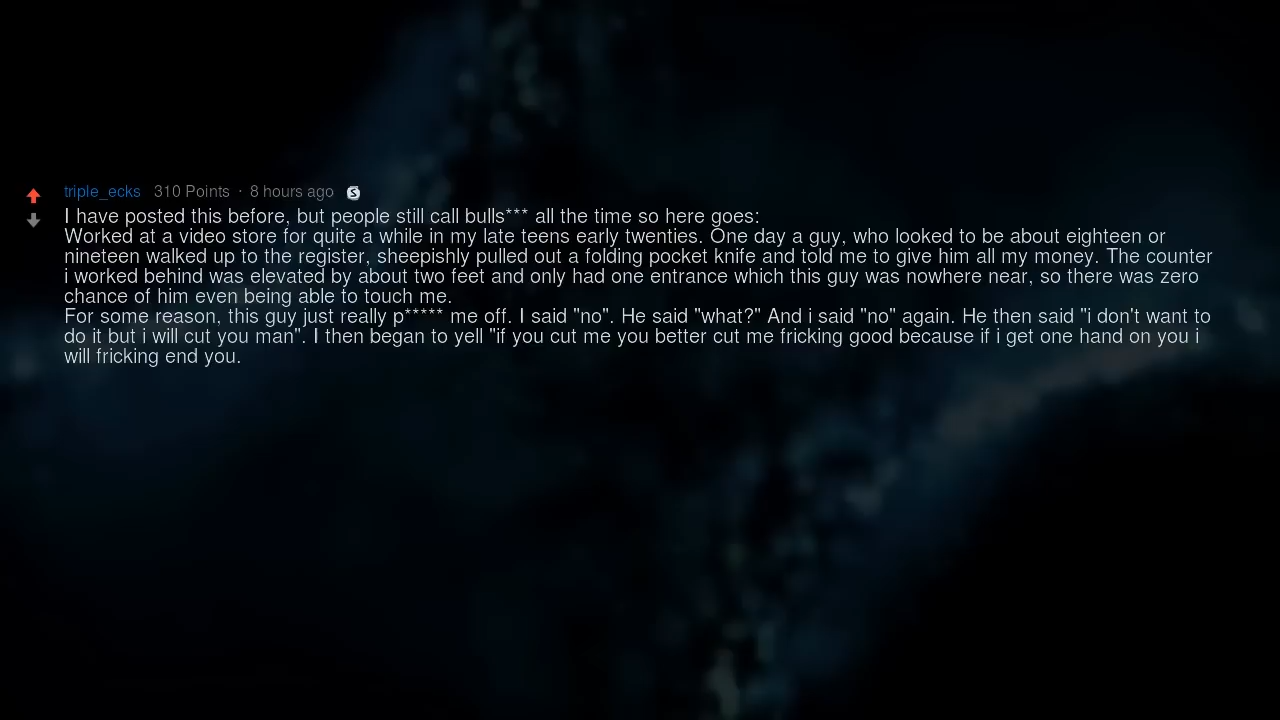 triple_ecks 310 Points · 8 hours ago
I have posted this before, but people still call bulls*** all the time so here goes:
Worked at a video store for quite a while in my late teens early twenties. One day a guy, who looked to be about eighteen or
nineteen walked up to the register, sheepishly pulled out a folding pocket knife and told me to give him all my money. The counter
i worked behind was elevated by about two feet and only had one entrance which this guy was nowhere near, so there was zero
chance of him even being able to touch me.
For some reason, this guy just really p***** me off. I said "no". He said "what?" And i said "no" again. He then said "i don't want to
do it but i will cut you man". I then began to yell "if you cut me you better cut me fricking good because if i get one hand on you i
will fricking end you.